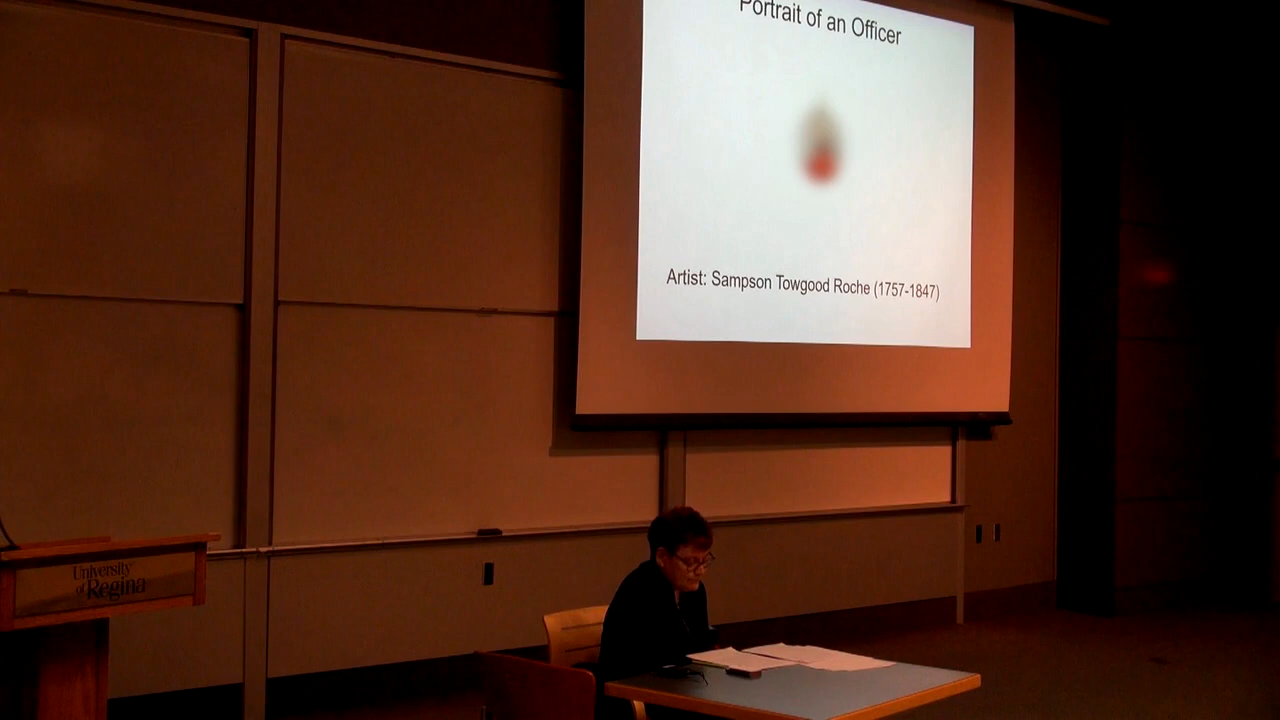 Portrait of an Officer
Artist: Sampson Towgood Roche (1757-1847)
University
of Regina